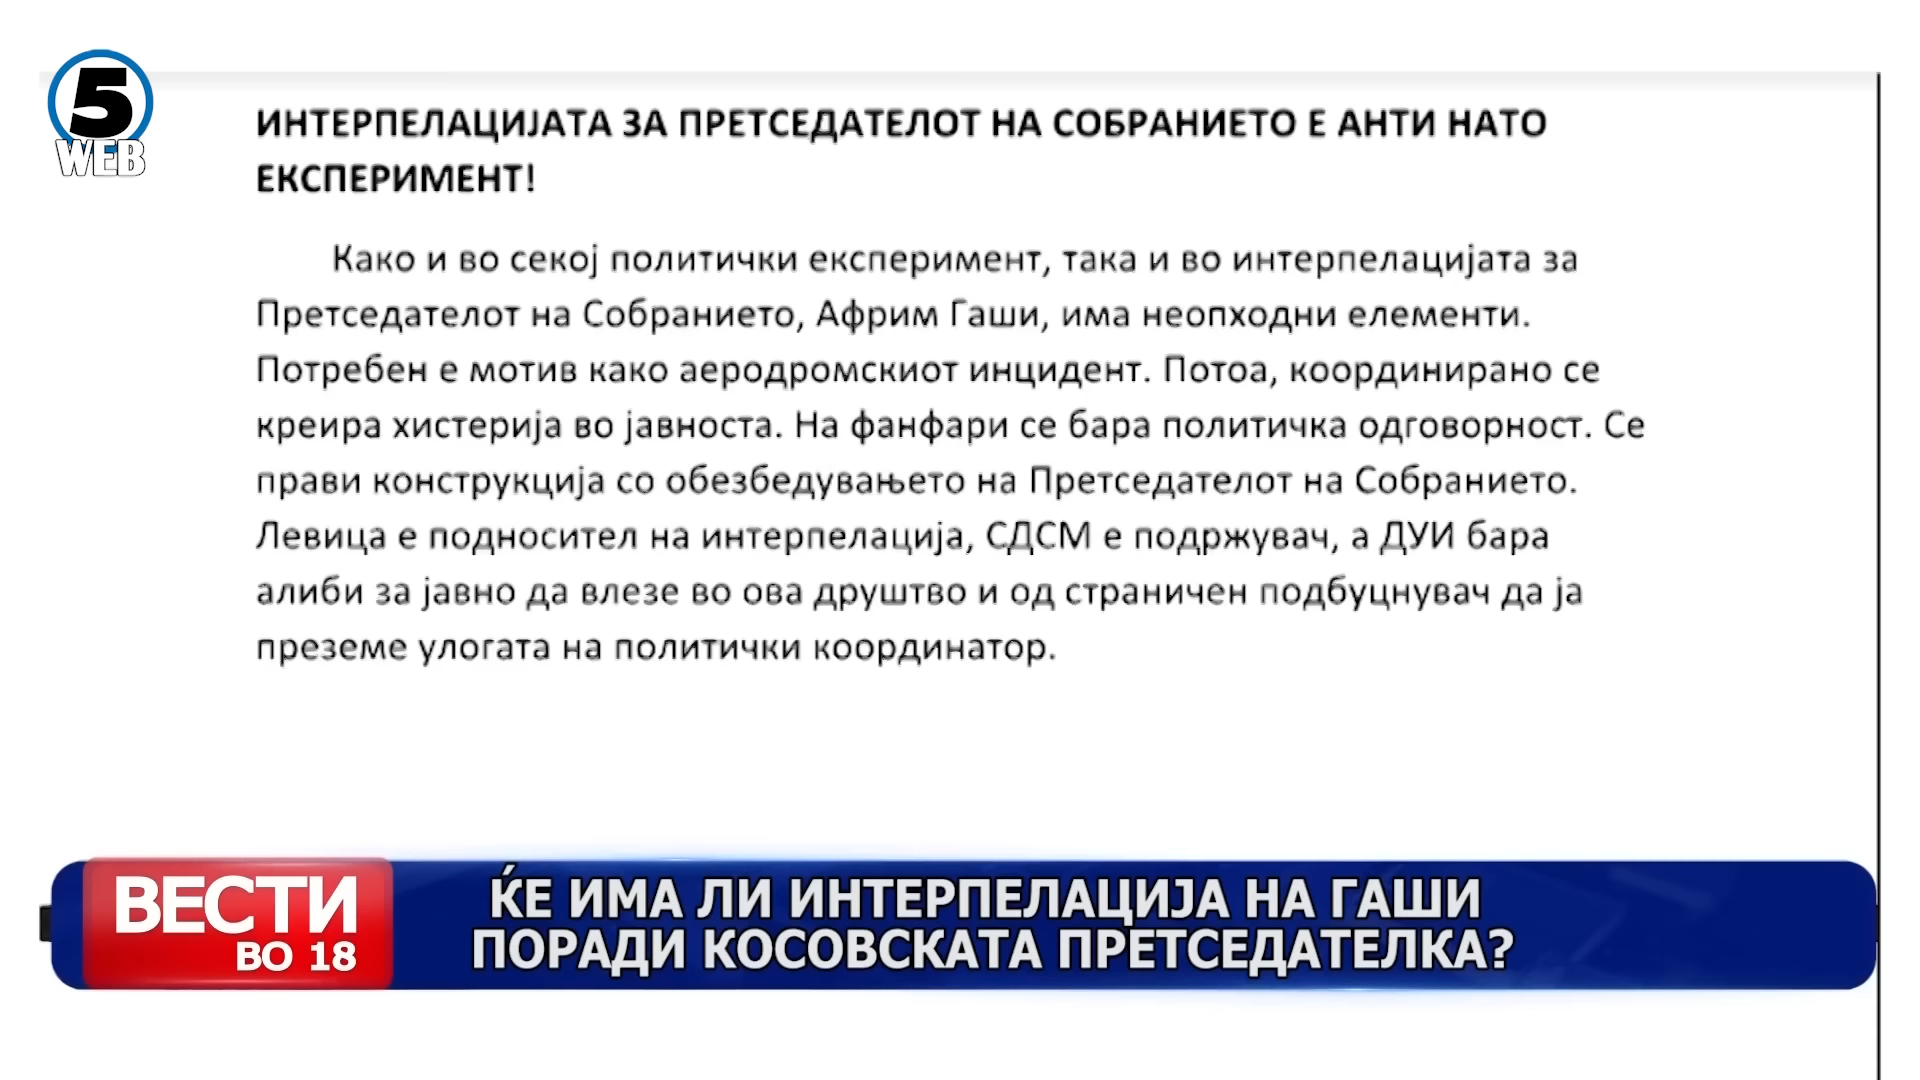 5
WEB
ИНТЕРПЕЛАЦИЈАТА ЗА ПРЕТСЕДАТЕЛОТ НА СОБРАНИЕТО Е АНТИ НАТО
ЕКСПЕРИМЕНТ!
Како и во секој политички експеримент, така и во интерпелацијата за
Претседателот на Собранието, Африм Гаши, има неопходни елементи.
Потребен е мотив како аеродромскиот инцидент. Потоа, координирано се
креира хистерија во јавноста. На фанфари се бара политичка одговорност. Се
прави конструкција со обезбедувањето на Претседателот на Собранието.
Левица е подносител на интерпелација, СДСМ е подржувач, а ДУИ бара
алиби за јавно да влезе во ова друштво и од страничен подбуцнувач да ја
преземе улогата на политички координатор.
ВЕСТИ
ВО 18
ЌЕ ИМА ЛИ ИНТЕРПЕЛАЦИЈА НА ГАШИ
ПОРАДИ КОСОВСКАТА ПРЕТСЕДАТЕЛКА?